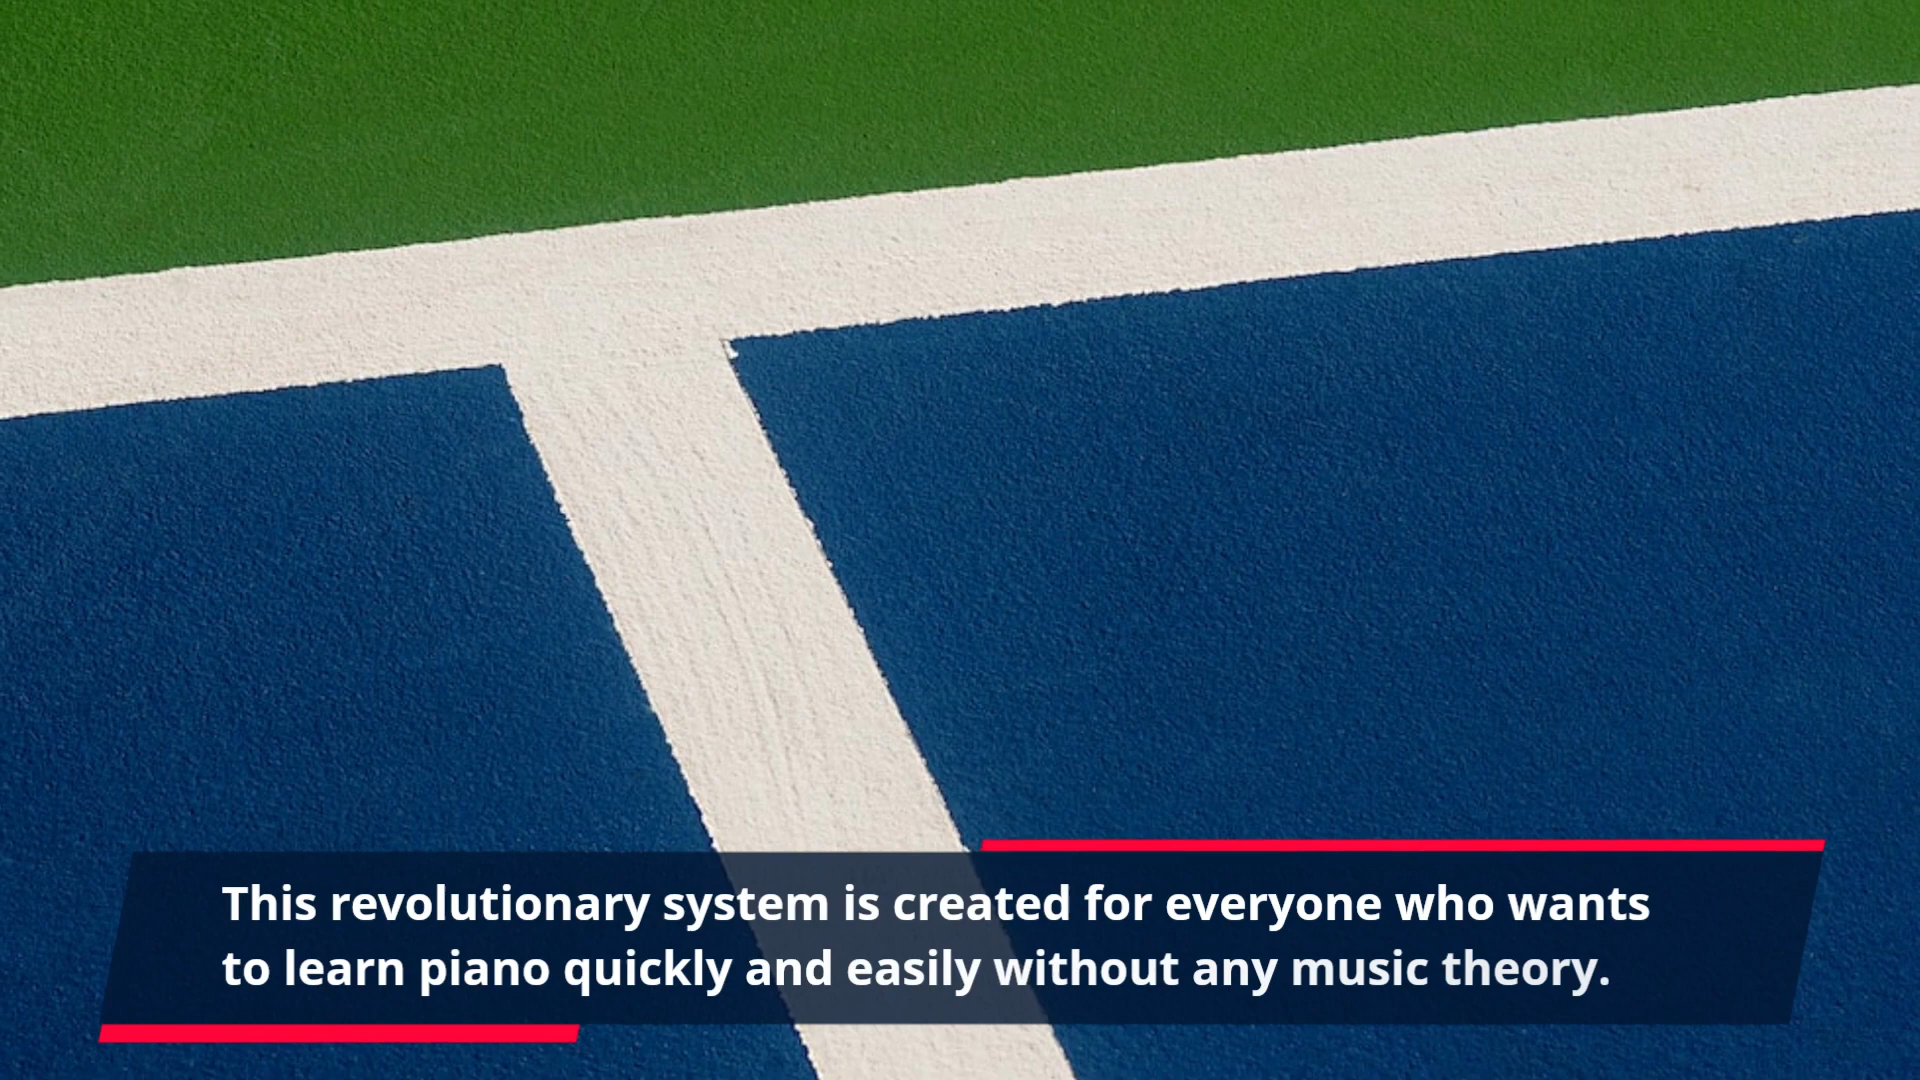 This revolutionary system is created for everyone who wants
to learn piano quickly and easily without any music theory.